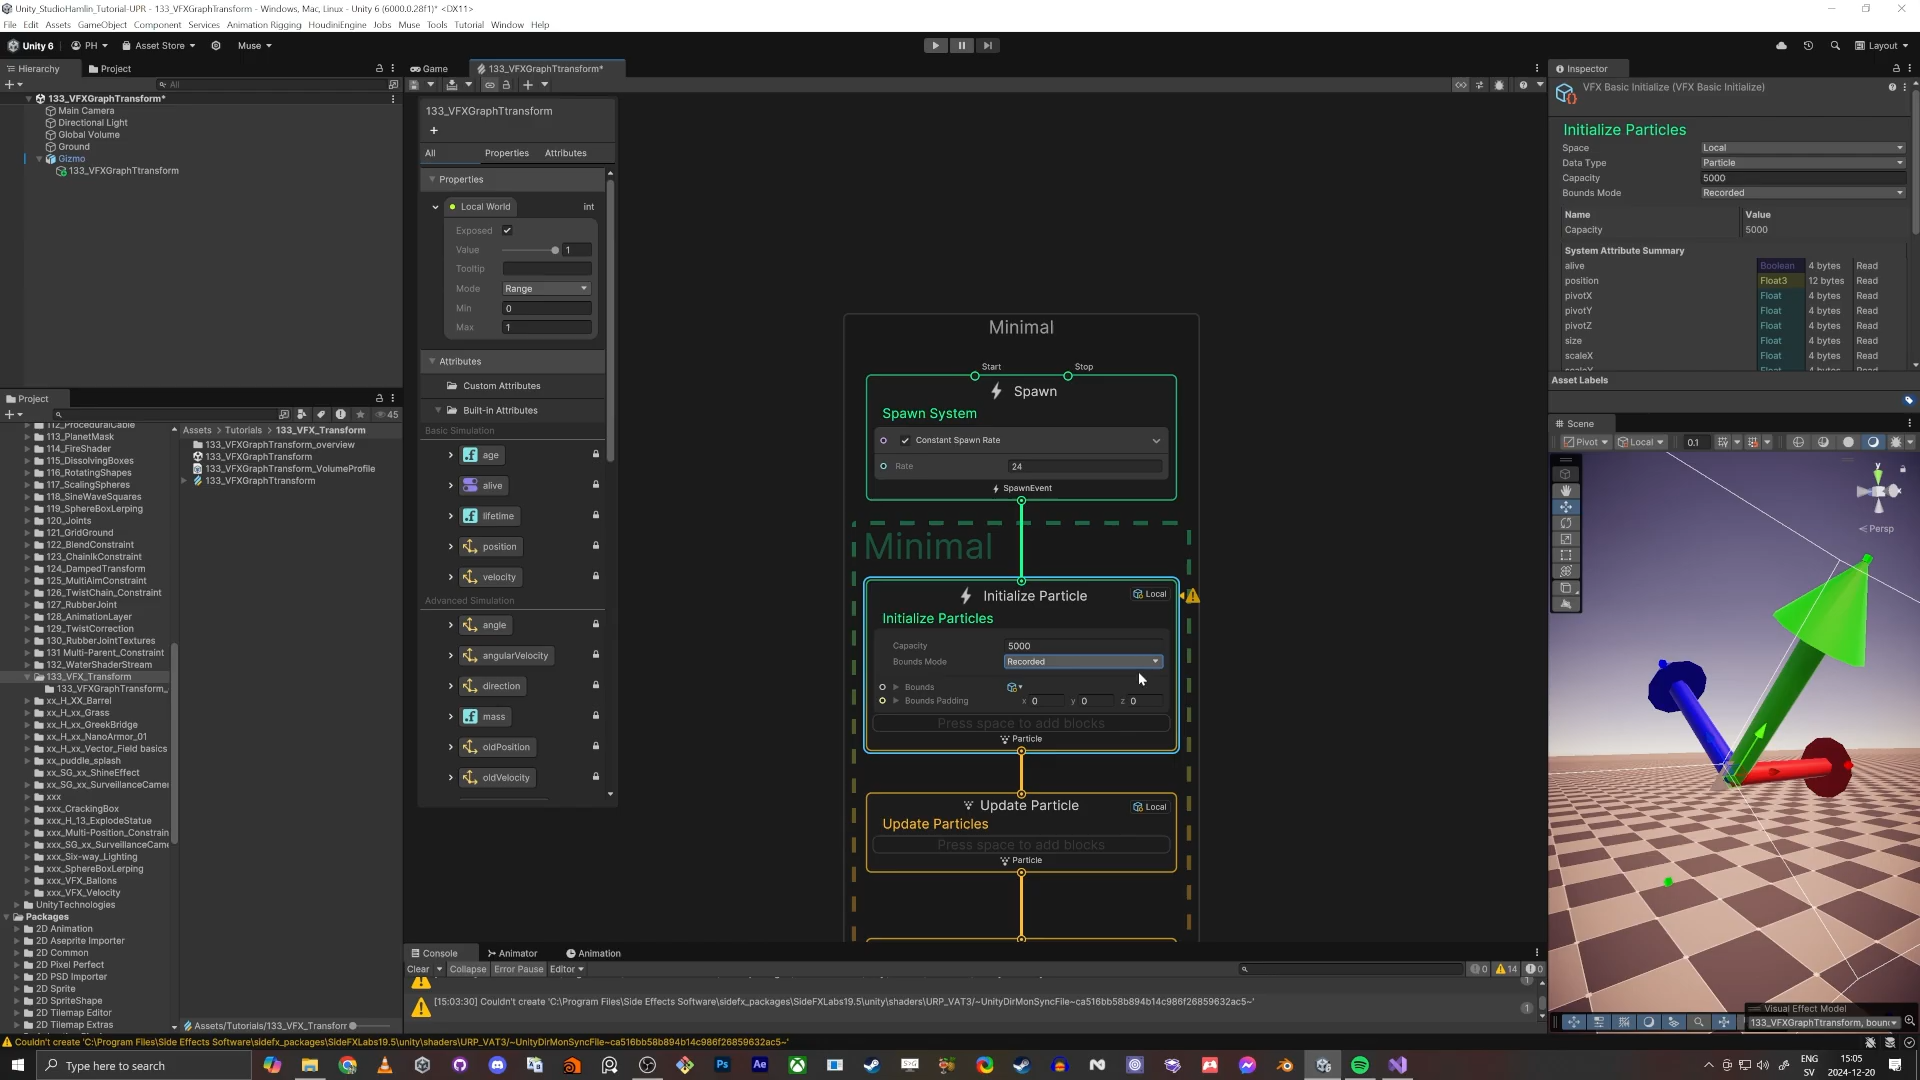 Unity_StudioHamlin_Tutorial-UPR - 133_VFXGraphTransform - Windows, Mac, Linux - Unity 6 (6000.0.28f1)* <DX11>
File Edit Assets GameObject Component Services Animation Rigging HoudiniEngine Jobs Muse Tools Tutorial Window Help
Unity 6 PH Asset Store Muse Layout
Hierarchy Project
All
133_VFXGraphTransform*
Main Camera
Directional Light
Global Volume
Ground
Gizmo
133_VFXGraphTtransform
Project
45
112_ProceduralCable
113_PlanetMask
114_FireShader
115_DissolvingBoxes
116_RotatingShapes
117_ScalingSpheres
118_SineWaveSquares
119_SphereBoxLerping
120_Joints
121_GridGround
122_BlendConstraint
123_ChainIkConstraint
124_DampedTransform
125_MultiAimConstraint
126_TwistChain_Constraint
127_RubberJoint
128_AnimationLayer
129_TwistCorrection
130_RubberJointTextures
131 Multi-Parent_Constraint
132_WaterShaderStream
133_VFX_Transform
133_VFXGraphTransform_
xx_H_XX_Barrel
xx_H_xx_Grass
xx_H_xx_GreekBridge
xx_H_xx_NanoArmor_01
xx_H_xx_Vector_Field basics
xx_puddle_splash
xx_SG_xx_ShineEffect
xx_SG_xx_SurveillanceCamer
xxx
xxx_CrackingBox
xxx_H_13_ExplodeStatue
xxx_Multi-Position_Constrain
xxx_SG_xx_SurveillanceCame
xxx_Six-way_Lighting
xxx_SphereBoxLerping
xxx_VFX_Ballons
xxx_VFX_Velocity
UnityTechnologies
Packages
2D Animation
2D Aseprite Importer
2D Common
2D Pixel Perfect
2D PSD Importer
2D Sprite
2D SpriteShape
2D Tilemap Editor
2D Tilemap Extras
Assets > Tutorials > 133_VFX_Transform
133_VFXGraphTransform_overview
133_VFXGraphTransform
133_VFXGraphTransform_VolumeProfile
133_VFXGraphTtransform
Assets/Tutorials/133_VFX_Transforr
Game 133_VFXGraphTtransform*
133_VFXGraphTtransform
+
All Properties Attributes
Properties
Local World int
Exposed
Value 1
Tooltip
Mode Range
Min 0
Max 1
Attributes
Custom Attributes
Built-in Attributes
Basic Simulation
age
alive
lifetime
position
velocity
Advanced Simulation
angle
angularVelocity
direction
mass
oldPosition
oldVelocity
Minimal
Start Stop
Spawn
Spawn System
Constant Spawn Rate
Rate 24
SpawnEvent
Minimal
Initialize Particle Local
Initialize Particles
Capacity 5000
Bounds Mode Recorded
Bounds
Bounds Padding x 0 y 0 z 0
Press space to add blocks
Particle
Update Particle Local
Update Particles
Press space to add blocks
Particle
Console Animator Animation
Clear Collapse Error Pause Editor 0 14 0
1
[15:03:30] Couldn't create 'C:\Program Files\Side Effects Software\sidefx_packages\SideFXLabs19.5\unity\shaders\URP_VAT3/~UnityDirMonSyncFile~ca516bb58b894b14c986f26859632ac5~' 1
Inspector
VFX Basic Initialize (VFX Basic Initialize)
Initialize Particles
Space Local
Data Type Particle
Capacity 5000
Bounds Mode Recorded
Name Value
Capacity 5000
System Attribute Summary
alive Boolean 4 bytes Read
position Float3 12 bytes Read
pivotX Float 4 bytes Read
pivotY Float 4 bytes Read
pivotZ Float 4 bytes Read
size Float 4 bytes Read
scaleX Float 4 bytes Read
Asset Labels
Scene
Pivot Local 0.1
y
Persp
Visual Effect Model
133_VFXGraphTtransform, boun
Couldn't create 'C:\Program Files\Side Effects Software\sidefx_packages\SideFXLabs19.5\unity\shaders\URP_VAT3/~UnityDirMonSyncFile~ca516bb58b894b14c986f26859632ac5~'
Type here to search
Ps Ae
ENG 15:05
SV 2024-12-20